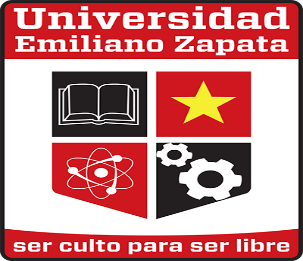 Universidad
Emiliano Zapata
ser culto para ser libre